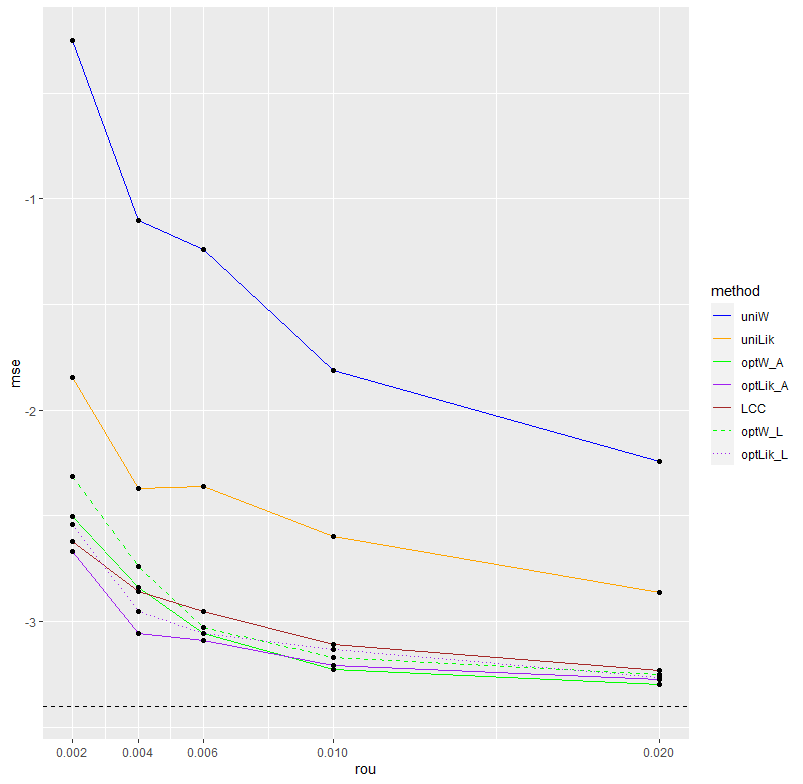 -1
-2
-3
mse
0.002
0.004
0.006
0.010
0.020
rou
method
uniW
uniLik
optW_A
optLik_A
LCC
optW_L
optLik_L